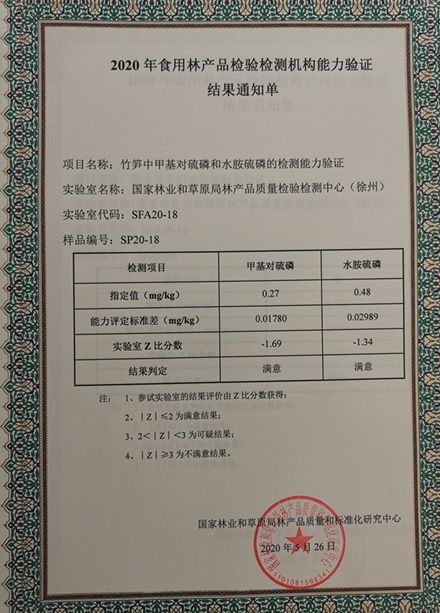 2020 年食用林产品检验检测机构能力验证
结果通知单
项目名称：竹笋中甲基对硫磷和水胺硫磷的检测能力验证
实验室名称：国家林业和草原局林产品质量检验检测中心（徐州）
实验室代码：SFA20-18
样品编号：SP20-18
检测项目 甲基对硫磷 水胺硫磷
指定值（mg/kg） 0.27 0.48
能力评定标准差（mg/kg） 0.01780 0.02989
实验室 Z 比分数 -1.69 -1.34
结果判定 满意 满意
注： 1、参试实验室的结果评价由 Z 比分数获得；
2、｜Z｜≤2 为满意结果；
3、2＜｜Z｜＜3 为可疑结果；
4、｜Z｜≥3 为不满意结果。
国家林业和草原局林产品质量和标准化研究中心
2020 年 5 月 26 日